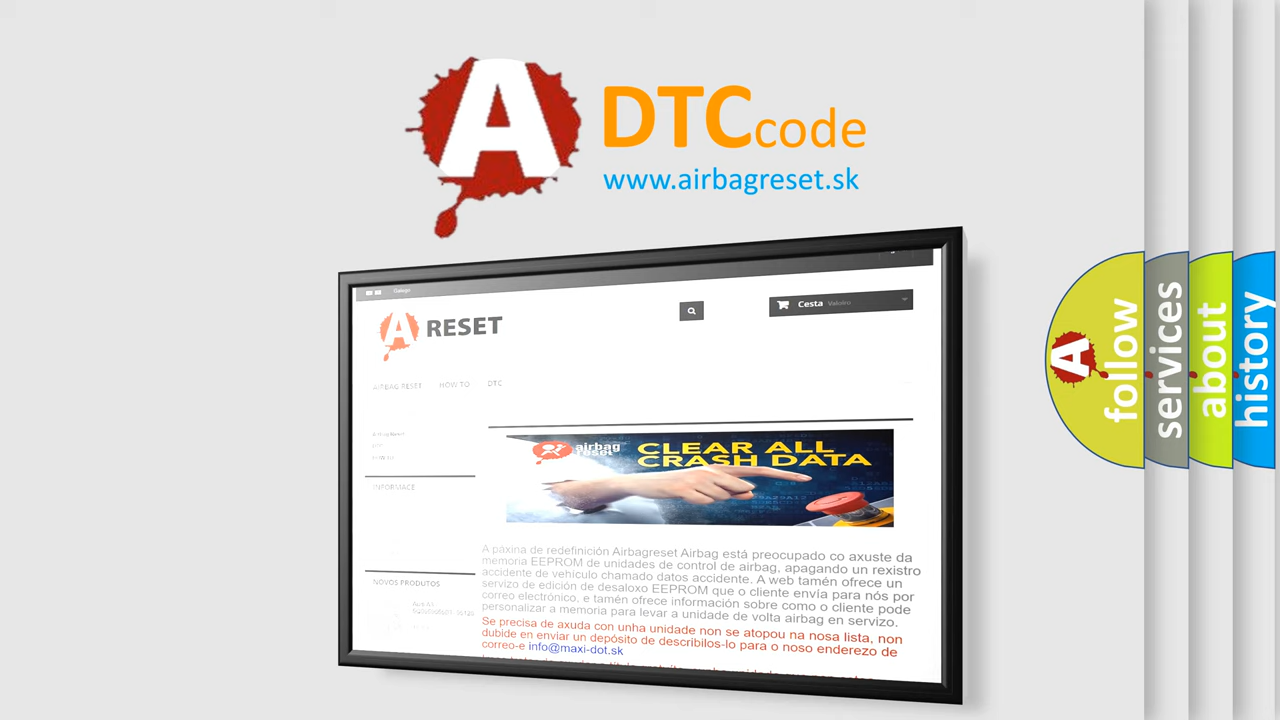 A
DTCcode
www.airbagreset.sk
Galego
A RESET
Cesta Valeiro
AIRBAG RESET HOW TO DTC
INFORMACE
NOVOS PRODUTOS
airbag
reset
CLEAR ALL
CRASH DATA
A páxina de redefinición Airbagreset Airbag está preocupado co axuste da
memoria EEPROM de unidades de control de airbag, apagando un rexistro
accidente de vehículo chamado datos accidente. A web tamén ofrece un
servizo de edición de desaloxo EEPROM que o cliente envía para nós por
correo electrónico, e tamén ofrece información sobre como o cliente pode
personalizar a memoria para levar a unidade de volta airbag en servizo.
Se precisa de axuda con unha unidade non se atopou na nosa lista, non
dubide en enviar un depósito de describilos-lo para o noso enderezo de
correo-e info@maxi-dot.sk
A
follow
services
about
history